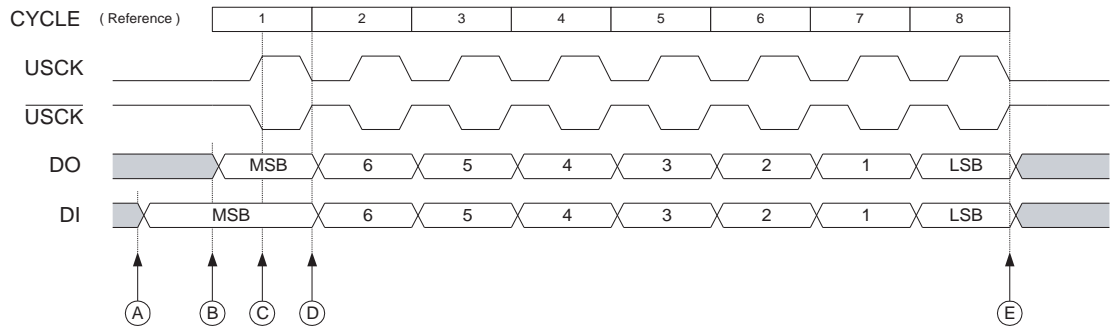 CYCLE ( Reference ) 1 2 3 4 5 6 7 8
USCK
USCK
DO MSB 6 5 4 3 2 1 LSB
DI MSB 6 5 4 3 2 1 LSB
A B C D E